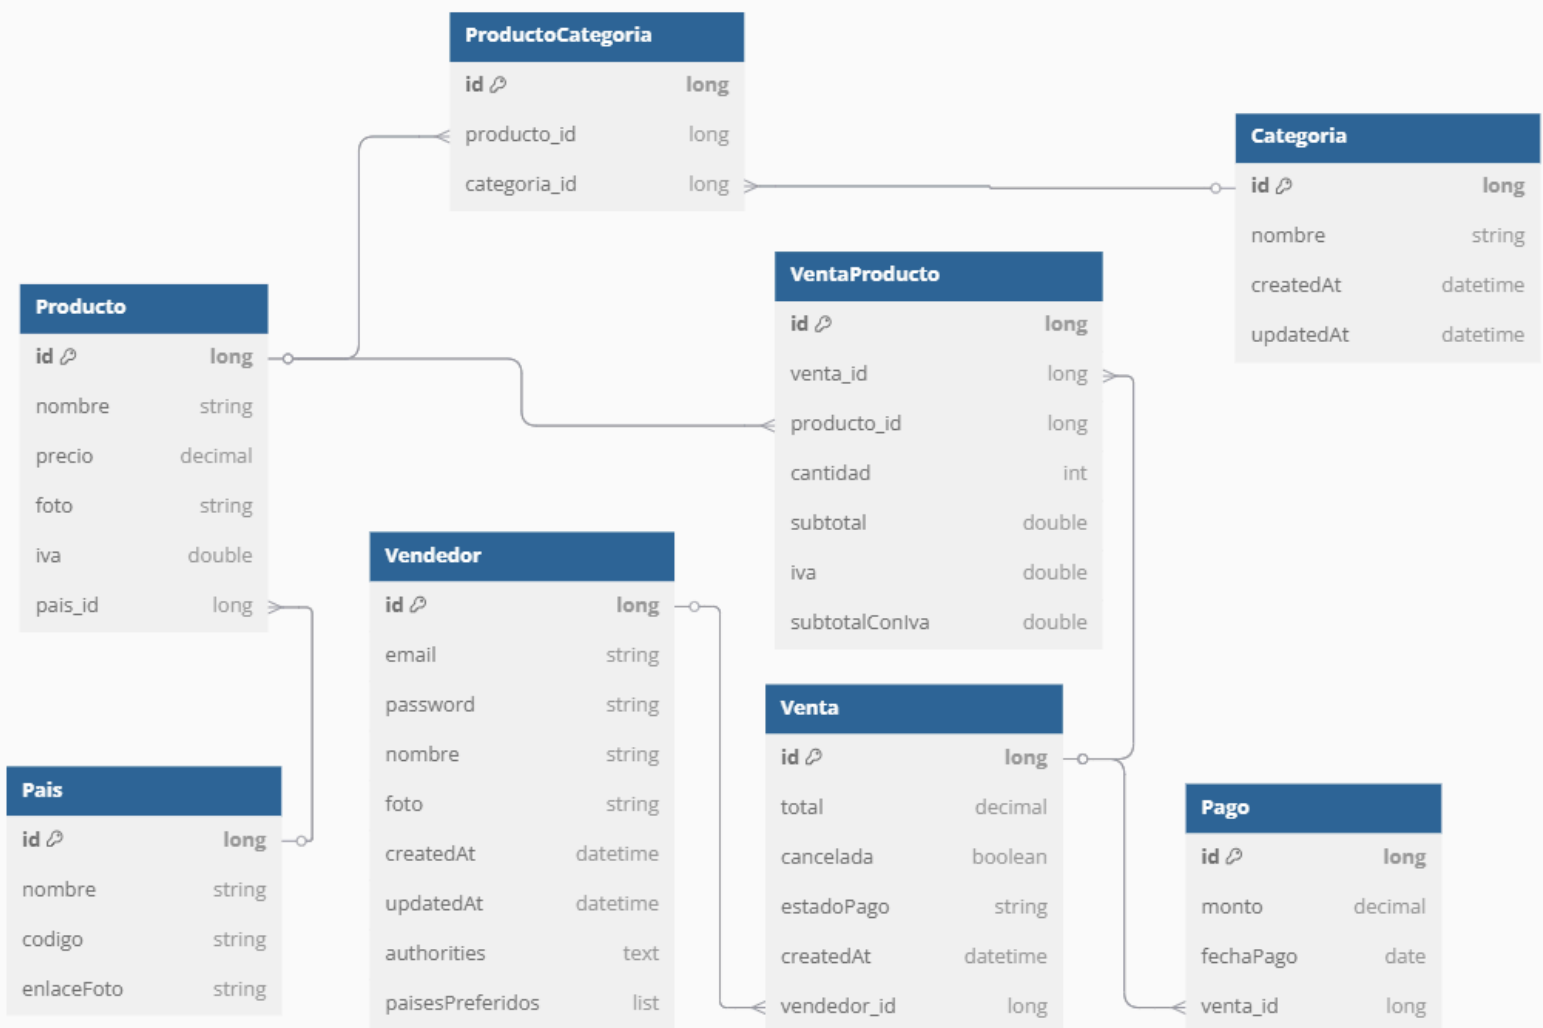 ProductoCategoria
id long
producto_id long
categoria_id long
Categoria
id long
nombre string
createdAt datetime
updatedAt datetime
VentaProducto
id long
venta_id long
producto_id long
cantidad int
subtotal double
iva double
subtotalConIva double
Producto
id long
nombre string
precio decimal
foto string
iva double
pais_id long
Vendedor
id long
email string
password string
nombre string
foto string
createdAt datetime
updatedAt datetime
authorities text
paisesPreferidos list
Venta
id long
total decimal
cancelada boolean
estadoPago string
createdAt datetime
vendedor_id long
Pais
id long
nombre string
codigo string
enlaceFoto string
Pago
id long
monto decimal
fechaPago date
venta_id long